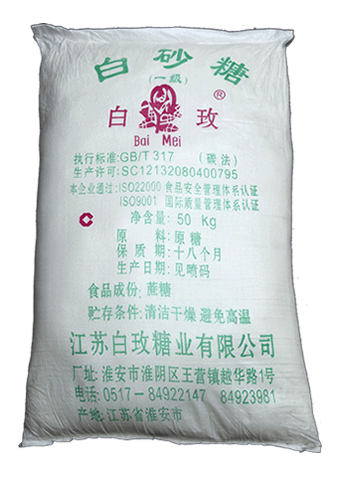 白砂糖
(一級)
白 玫 ®
Bai Mei
执行标准:GB/T 317 (碳法)
生产许可:SC12132080400795
本企业通过:ISO22000 食品安全管理体系认证
ISO9001 国际质量管理体系认证
净含量: 50 kg
原 料:原糖
保 质 期:十八个月
生产日期:见喷码
食品成份:蔗糖
贮存条件:清洁干燥 避免高温
江苏白玫糖业有限公司
厂址:淮安市淮阴区王营镇越华路1号
电话:0517-84922147 84923981
产地:江苏省淮安市